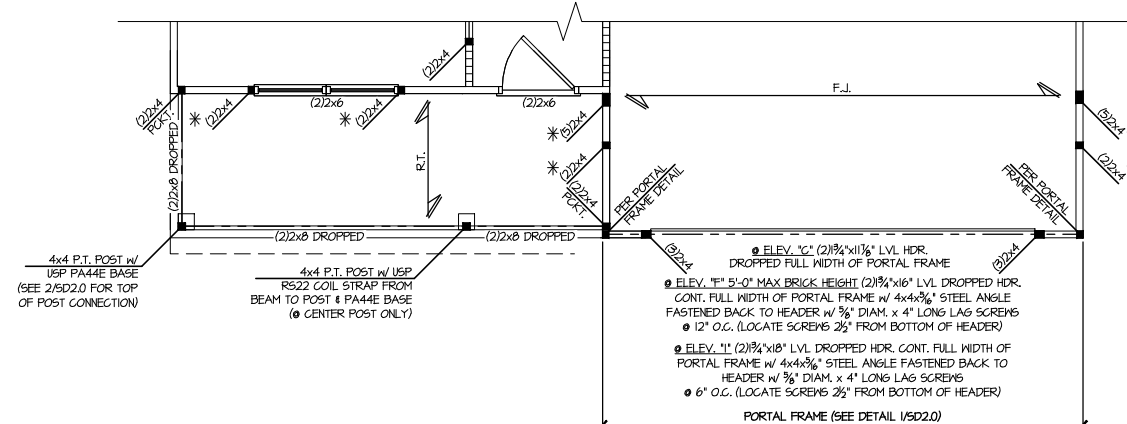 (2)2x4
(2)2x4
PCKT.
(2)2x4
(2)2x6
(2)2x4
(2)2x6
(5)2x4
F.J.
(5)2x4
(2)2x8 DROPPED
R.T.
(2)2x4
(2)2x4
PCKT.
PER PORTAL
FRAME DETAIL
PER PORTAL
FRAME DETAIL
(2)2x4
(2)2x8 DROPPED
(2)2x8 DROPPED
(3)2x4
(3)2x4
4x4 P.T. POST w/
USP PA44E BASE
(SEE 2/SD2.0 FOR TOP
OF POST CONNECTION)
4x4 P.T. POST w/ USP
RS22 COIL STRAP FROM
BEAM TO POST & PA44E BASE
(@ CENTER POST ONLY)
@ ELEV. "C" (2)1¾"x11⅞" LVL HDR.
DROPPED FULL WIDTH OF PORTAL FRAME
@ ELEV. "F" 5'-0" MAX BRICK HEIGHT (2)1¾"x16" LVL DROPPED HDR.
CONT. FULL WIDTH OF PORTAL FRAME w/ 4x4x5/16" STEEL ANGLE
FASTENED BACK TO HEADER w/ ⅝" DIAM. x 4" LONG LAG SCREWS
@ 12" O.C. (LOCATE SCREWS 2½" FROM BOTTOM OF HEADER)
@ ELEV. "I" (2)1¾"x18" LVL DROPPED HDR. CONT. FULL WIDTH OF
PORTAL FRAME w/ 4x4x5/16" STEEL ANGLE FASTENED BACK TO
HEADER w/ ⅝" DIAM. x 4" LONG LAG SCREWS
@ 6" O.C. (LOCATE SCREWS 2½" FROM BOTTOM OF HEADER)
PORTAL FRAME (SEE DETAIL 1/SD2.0)